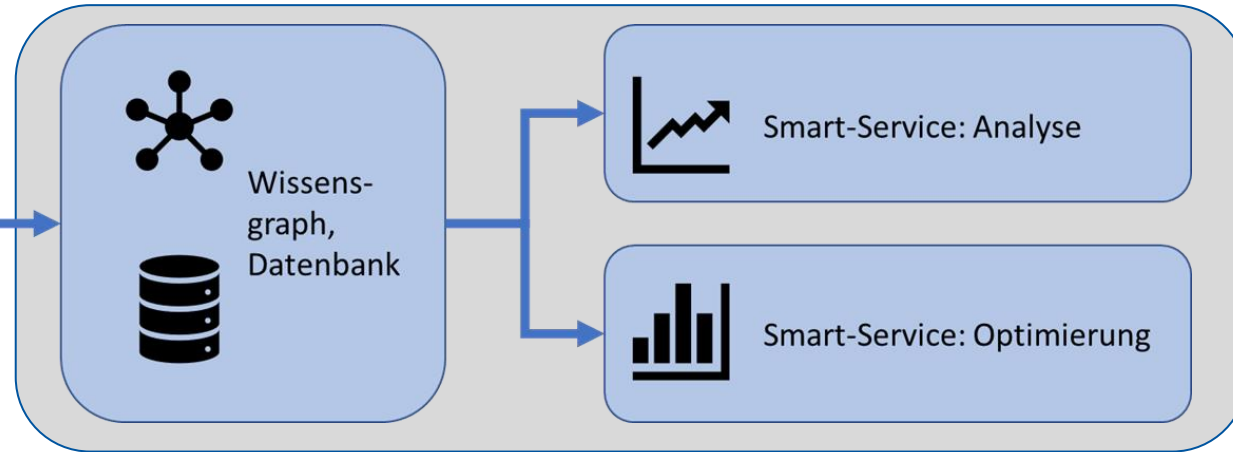 Wissens-
graph,
Datenbank
Smart-Service: Analyse
Smart-Service: Optimierung